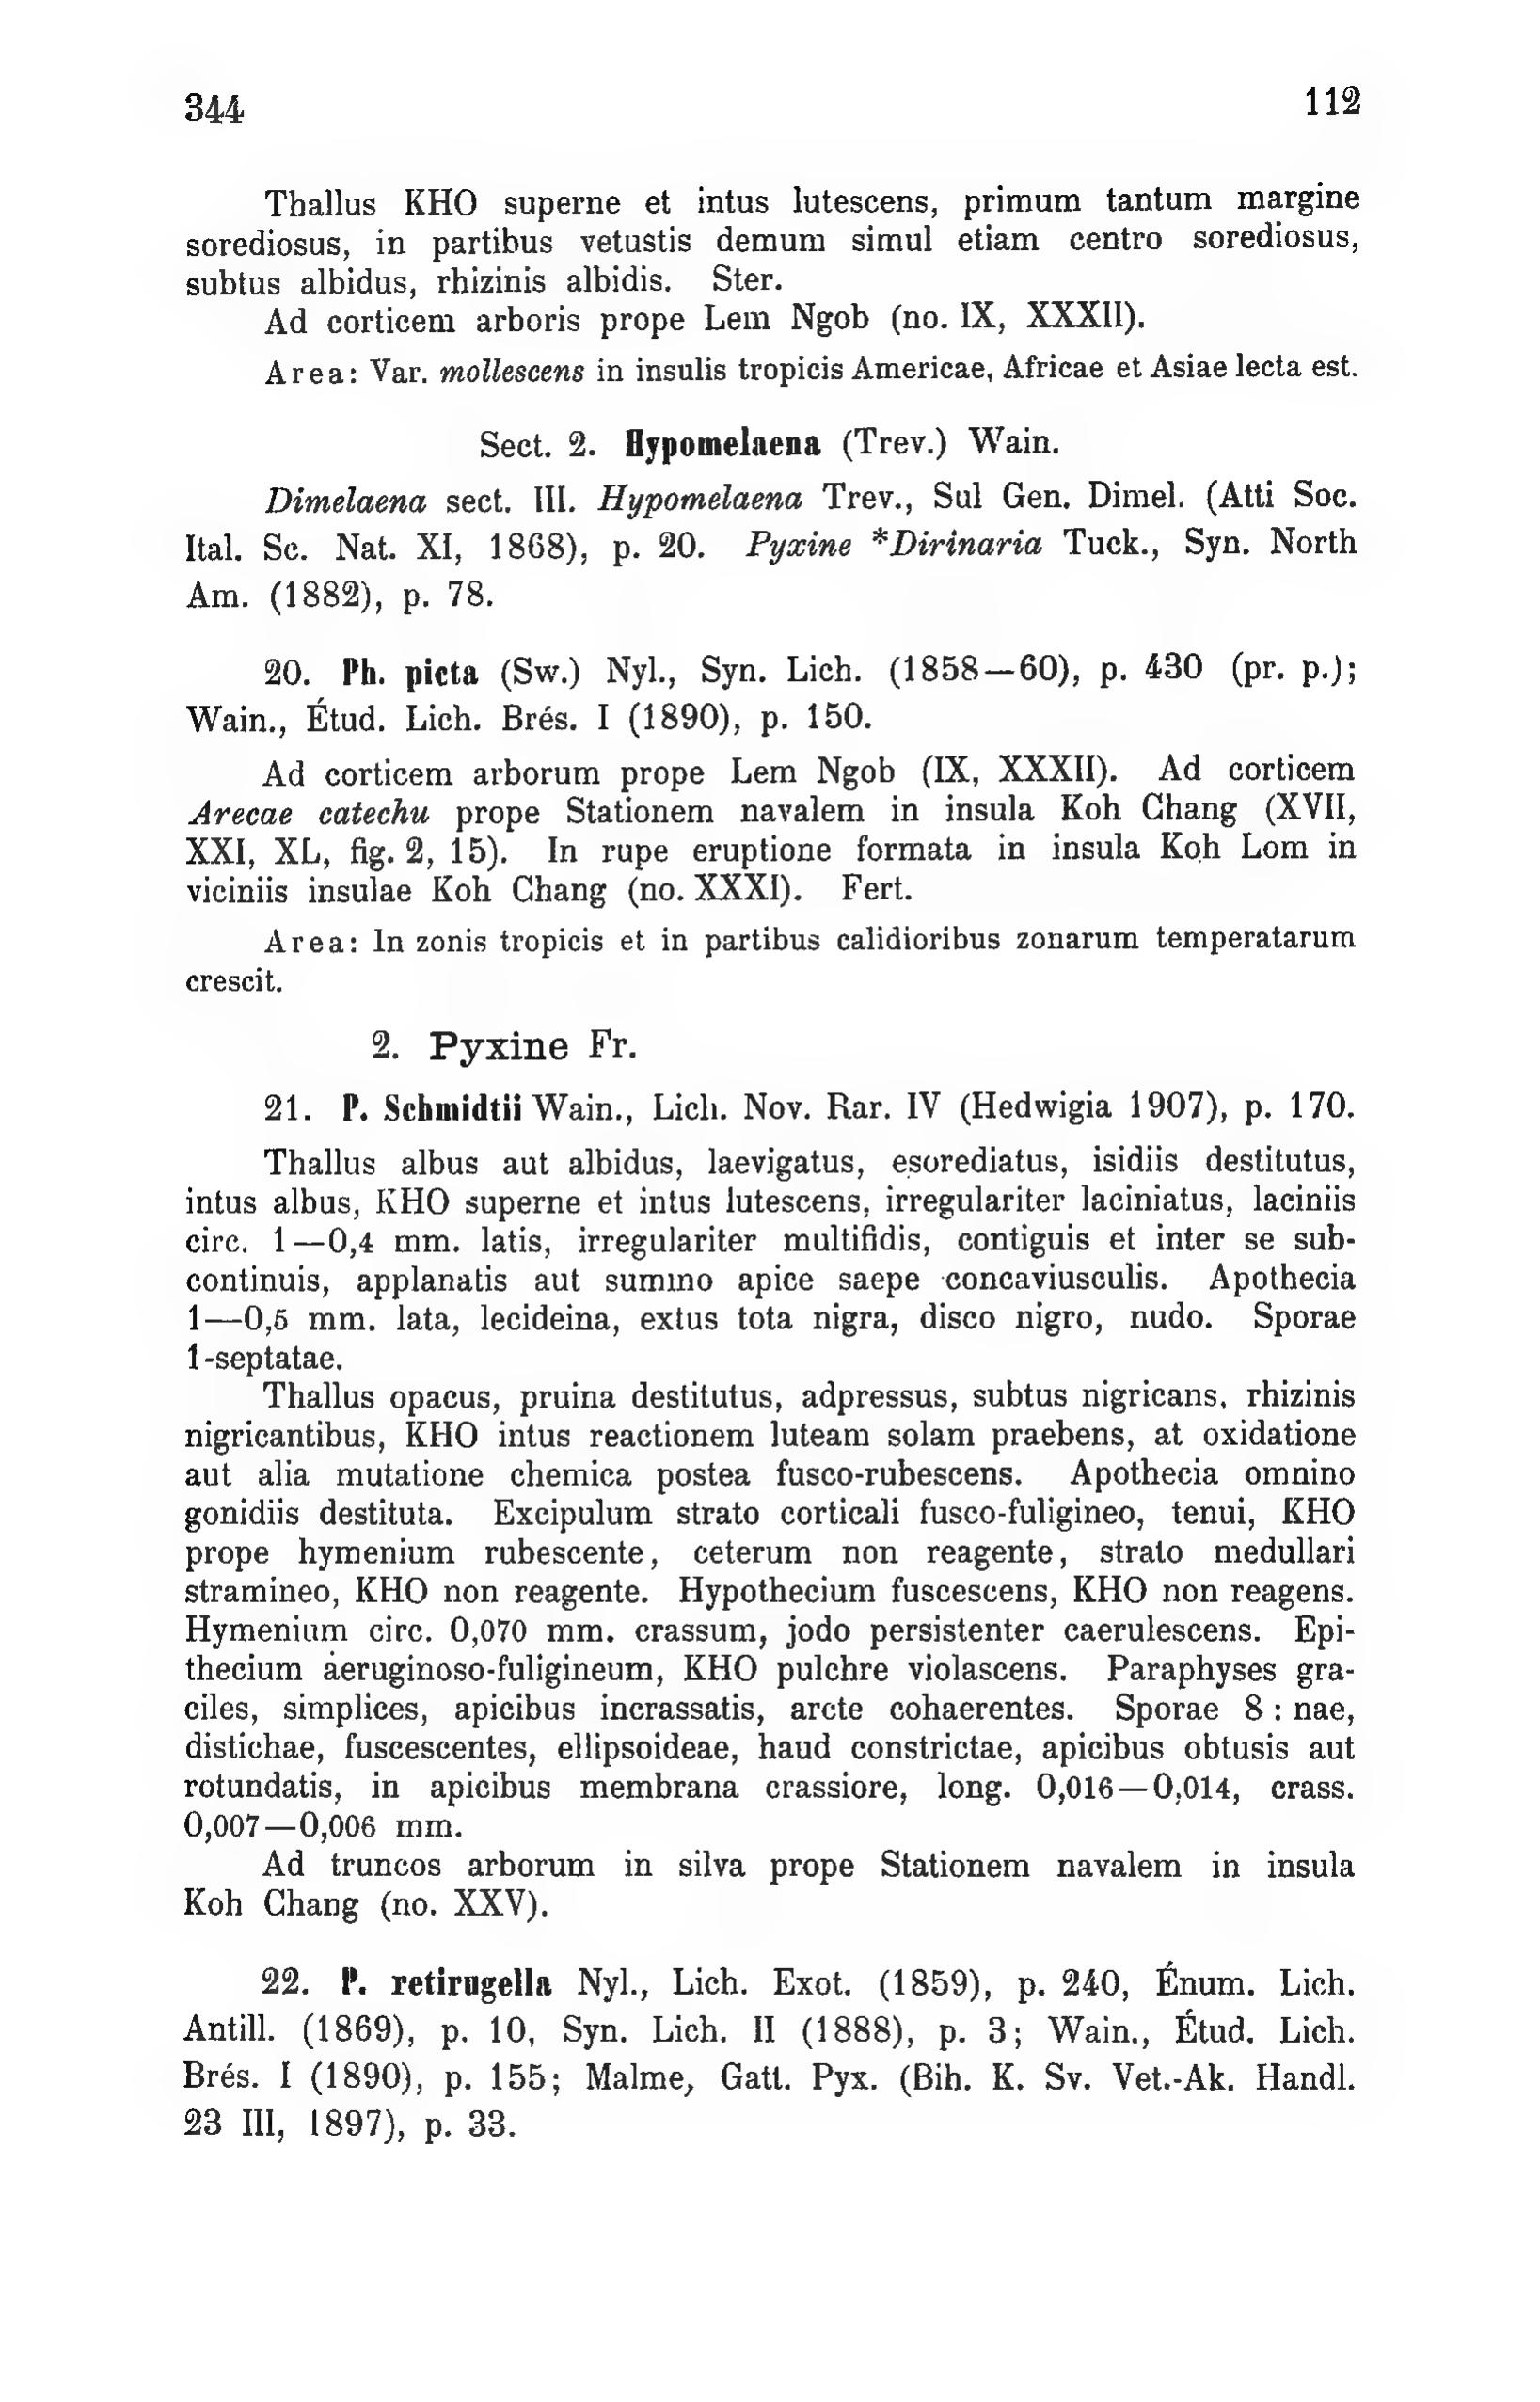 344 112
Thallus KHO superne et intus lutescens, primum tantum margine
sorediosus, in partibus vetustis demum simul etiam centro sorediosus,
subtus albidus, rhizinis albidis. Ster.
Ad corticem arboris prope Lem Ngob (no. IX, XXXII).
Area: Var. mollescens in insulis tropicis Americae, Africae et Asiae lecta est.
Sect. 2. Hypomelaena (Trev.) Wain.
Dimelaena sect. III. Hypomelaena Trev., Sul Gen. Dimel. (Atti Soc.
Ital. Sc. Nat. XI, 1868), p. 20. Pyxine *Dirinaria Tuck., Syn. North
Am. (1882), p. 78.
20. Ph. picta (Sw.) Nyl., Syn. Lich. (1858—60), p. 430 (pr. p.);
Wain., Étud. Lich. Brés. I (1890), p. 150.
Ad corticem arborum prope Lem Ngob (IX, XXXII). Ad corticem
Arecae catechu prope Stationem navalem in insula Koh Chang (XVII,
XXI, XL, fig. 2, 15). In rupe eruptione formata in insula Koh Lom in
viciniis insulae Koh Chang (no. XXXI). Fert.
Area: In zonis tropicis et in partibus calidioribus zonarum temperatarum
crescit.
2. Pyxine Fr.
21. P. Schmidtii Wain., Lich. Nov. Rar. IV (Hedwigia 1907), p. 170.
Thallus albus aut albidus, laevigatus, esorediatus, isidiis destitutus,
intus albus, KHO superne et intus lutescens, irregulariter laciniatus, laciniis
circ. 1—0,4 mm. latis, irregulariter multifidis, contiguis et inter se sub-
continuis, applanatis aut summo apice saepe concaviusculis. Apothecia
1—0,5 mm. lata, lecideina, extus tota nigra, disco nigro, nudo. Sporae
1-septatae.
Thallus opacus, pruina destitutus, adpressus, subtus nigricans, rhizinis
nigricantibus, KHO intus reactionem luteam solam praebens, at oxidatione
aut alia mutatione chemica postea fusco-rubescens. Apothecia omnino
gonidiis destituta. Excipulum strato corticali fusco-fuligineo, tenui, KHO
prope hymenium rubescente, ceterum non reagente, strato medullari
stramineo, KHO non reagente. Hypothecium fuscescens, KHO non reagens.
Hymenium circ. 0,070 mm. crassum, jodo persistenter caerulescens. Epi-
thecium aeruginoso-fuligineum, KHO pulchre violascens. Paraphyses gra-
ciles, simplices, apicibus incrassatis, arcte cohaerentes. Sporae 8 : nae,
distichae, fuscescentes, ellipsoideae, haud constrictae, apicibus obtusis aut
rotundatis, in apicibus membrana crassiore, long. 0,016—0,014, crass.
0,007—0,006 mm.
Ad truncos arborum in silva prope Stationem navalem in insula
Koh Chang (no. XXV).
22. P. retirugella Nyl., Lich. Exot. (1859), p. 240, Énum. Lich.
Antill. (1869), p. 10, Syn. Lich. II (1888), p. 3; Wain., Étud. Lich.
Brés. I (1890), p. 155; Malme, Gatt. Pyx. (Bih. K. Sv. Vet.-Ak. Handl.
23 III, 1897), p. 33.